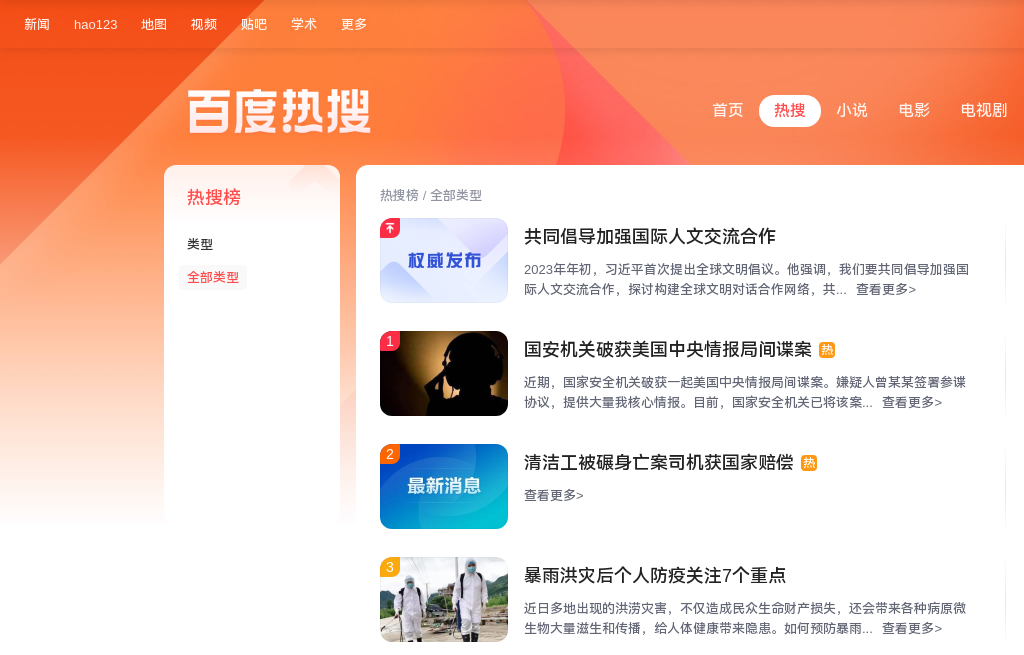 新闻 hao123 地图 视频 贴吧 学术 更多
百度热搜
首页 热搜 小说 电影 电视剧
热搜榜
类型
全部类型
热搜榜 / 全部类型
权威发布
共同倡导加强国际人文交流合作
2023年年初，习近平首次提出全球文明倡议。他强调，我们要共同倡导加强国
际人文交流合作，探讨构建全球文明对话合作网络，共... 查看更多>
1
国安机关破获美国中央情报局间谍案 热
近期，国家安全机关破获一起美国中央情报局间谍案。嫌疑人曾某某签署参谍
协议，提供大量我核心情报。目前，国家安全机关已将该案... 查看更多>
2
最新消息
清洁工被碾身亡案司机获国家赔偿 热
查看更多>
3
暴雨洪灾后个人防疫关注7个重点
近日多地出现的洪涝灾害，不仅造成民众生命财产损失，还会带来各种病原微
生物大量滋生和传播，给人体健康带来隐患。如何预防暴雨... 查看更多>